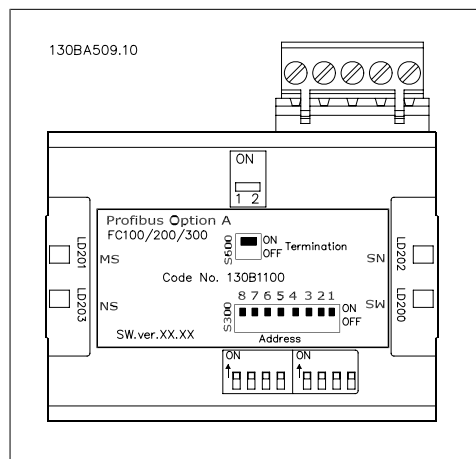 130BA509.10
ON
1 2
Profibus Option A
FC100/200/300
S600
ON
OFF
Termination
Code No. 130B1100
8 7 6 5 4 3 2 1
S300
ON
OFF
Address
SW.ver.XX.XX
LD201
MS
LD203
NS
SN
LD202
SW
LD200
ON
ON